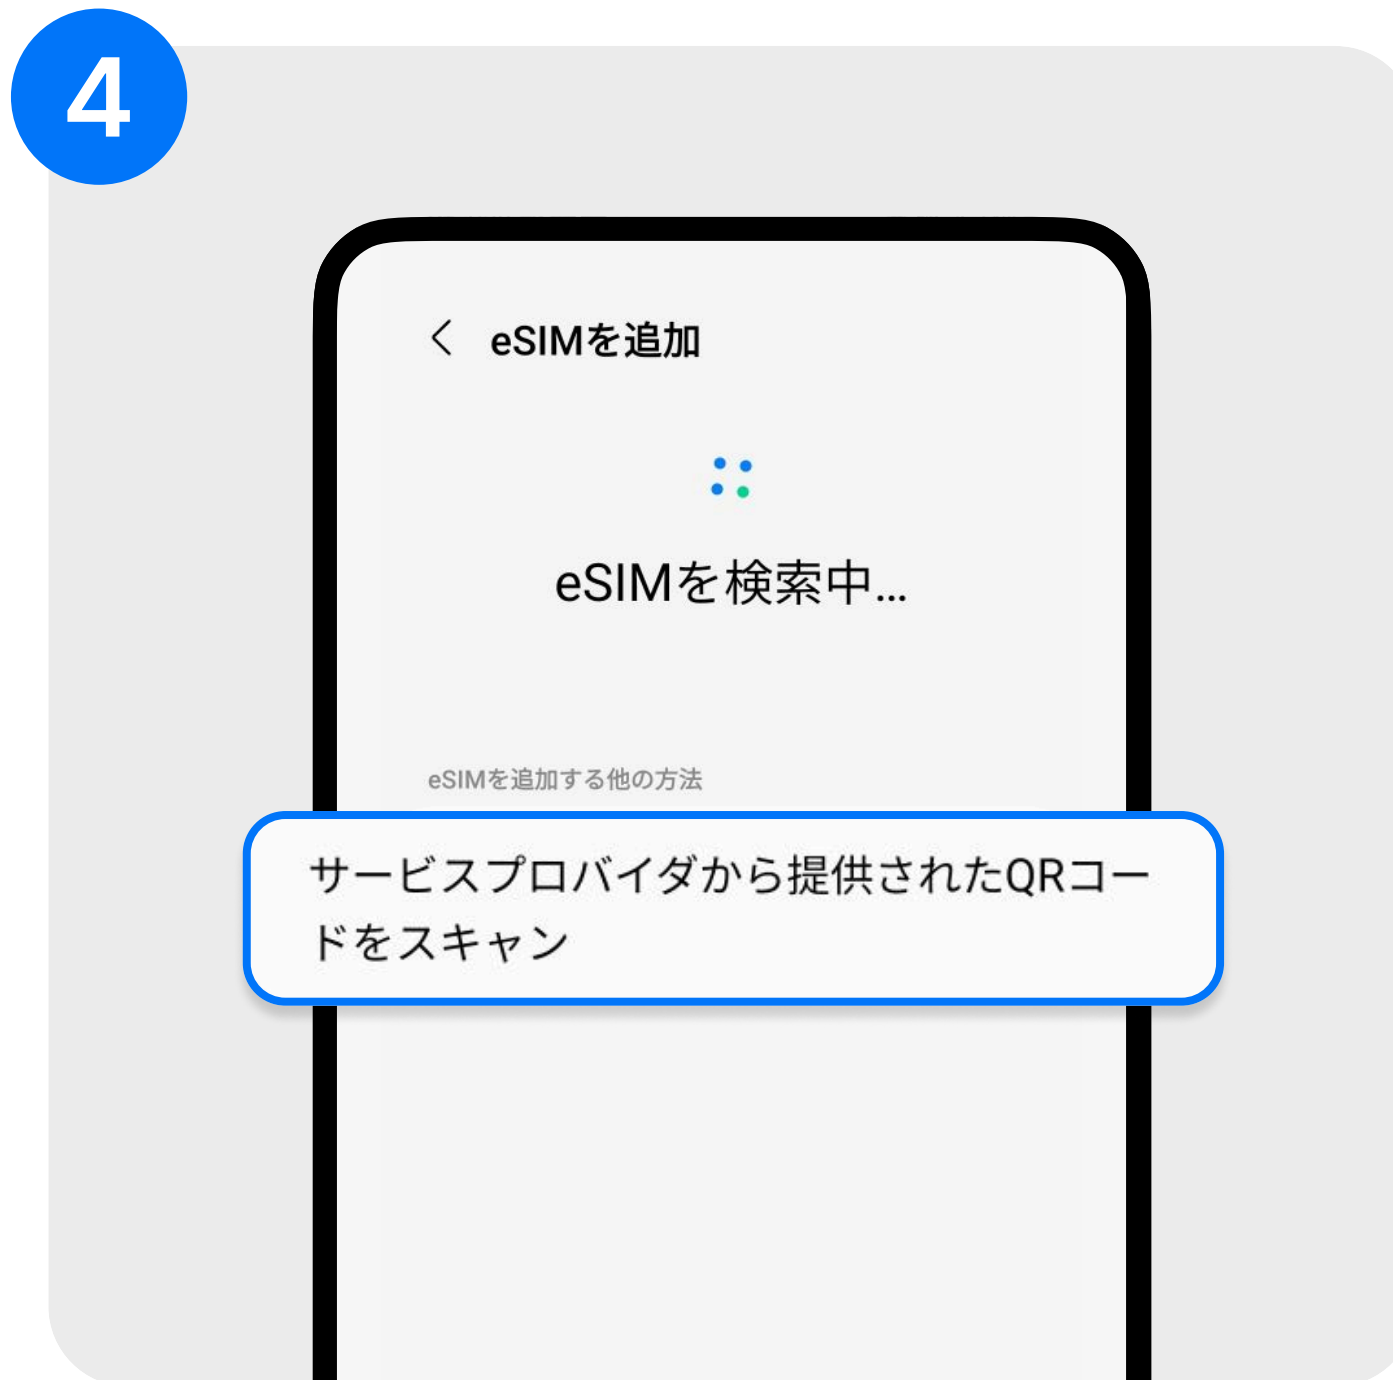 4
eSIMを追加
eSIMを検索中...
eSIMを追加する他の方法
サービスプロバイダから提供されたQRコー
ドをスキャン